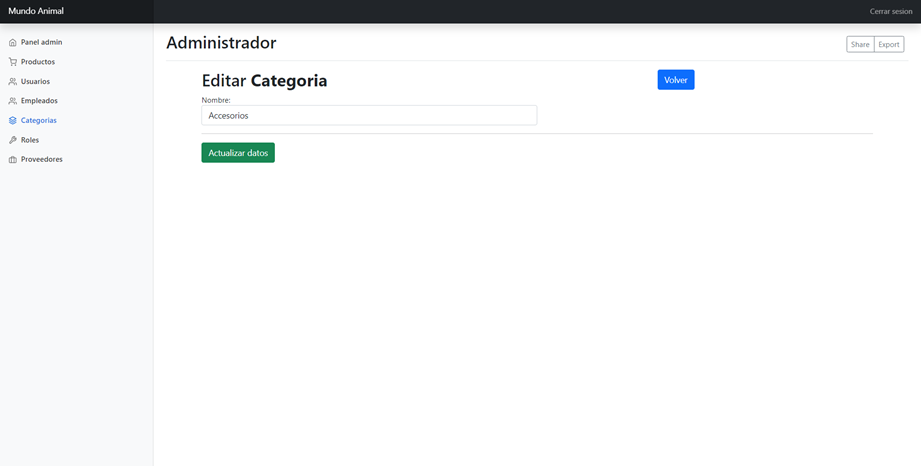 Mundo Animal
Cerrar sesion
Panel admin
Productos
Usuarios
Empleados
Categorias
Roles
Proveedores
Administrador
Share Export
Editar Categoria
Volver
Nombre:
Accesorios
Actualizar datos